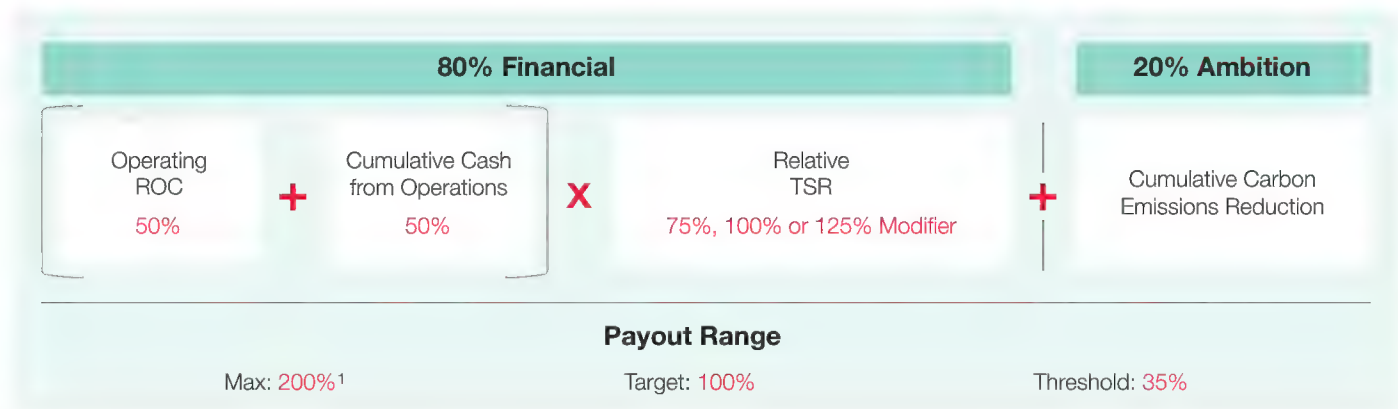 80% Financial
20% Ambition
Operating
ROC
50%
+
Cumulative Cash
from Operations
50%
X
Relative
TSR
75%, 100% or 125% Modifier
+
Cumulative Carbon
Emissions Reduction
Payout Range
Max: 200%¹
Target: 100%
Threshold: 35%